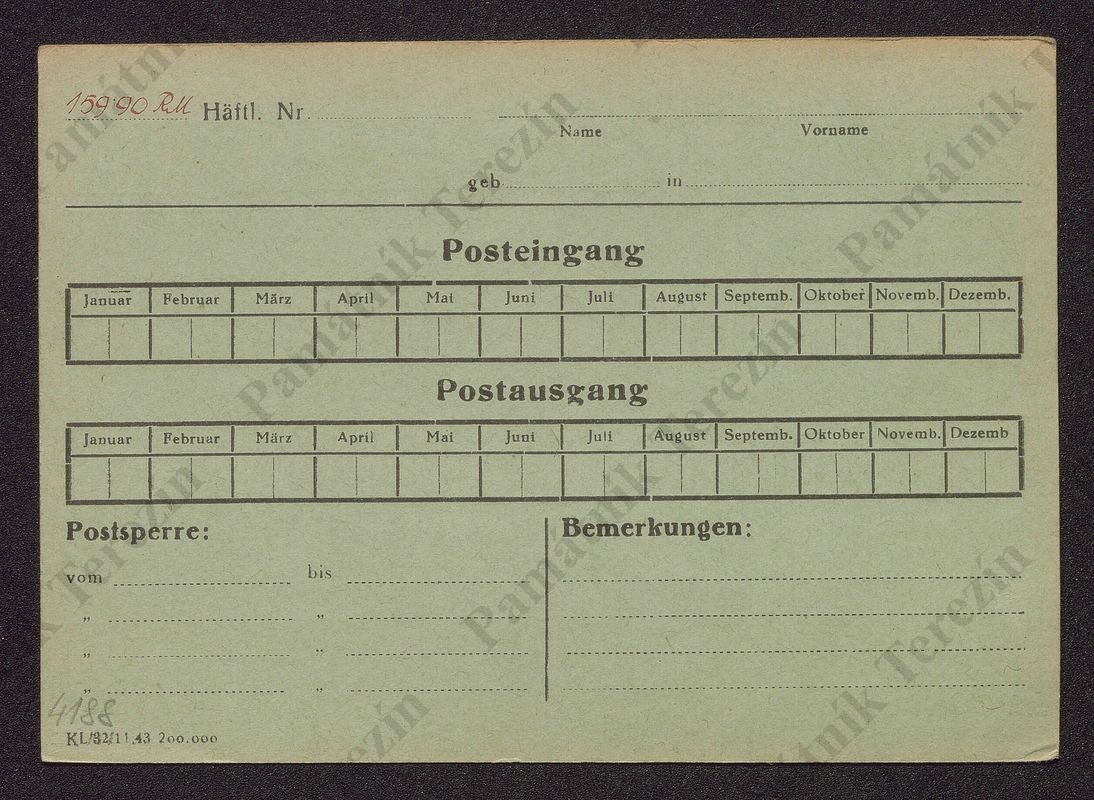 159·90 RM Häftl. Nr.
Name Vorname
geb in
Posteingang
Januar Februar März April Mai Juni Juli August Septemb. Oktober Novemb. Dezemb.
Postausgang
Januar Februar März April Mai Juni Juli August Septemb. Oktober Novemb. Dezemb
Postsperre: Bemerkungen:
vom bis
„ „
„ „
„ „
4188
KL/32/11.43 200.000
Památník Terezín